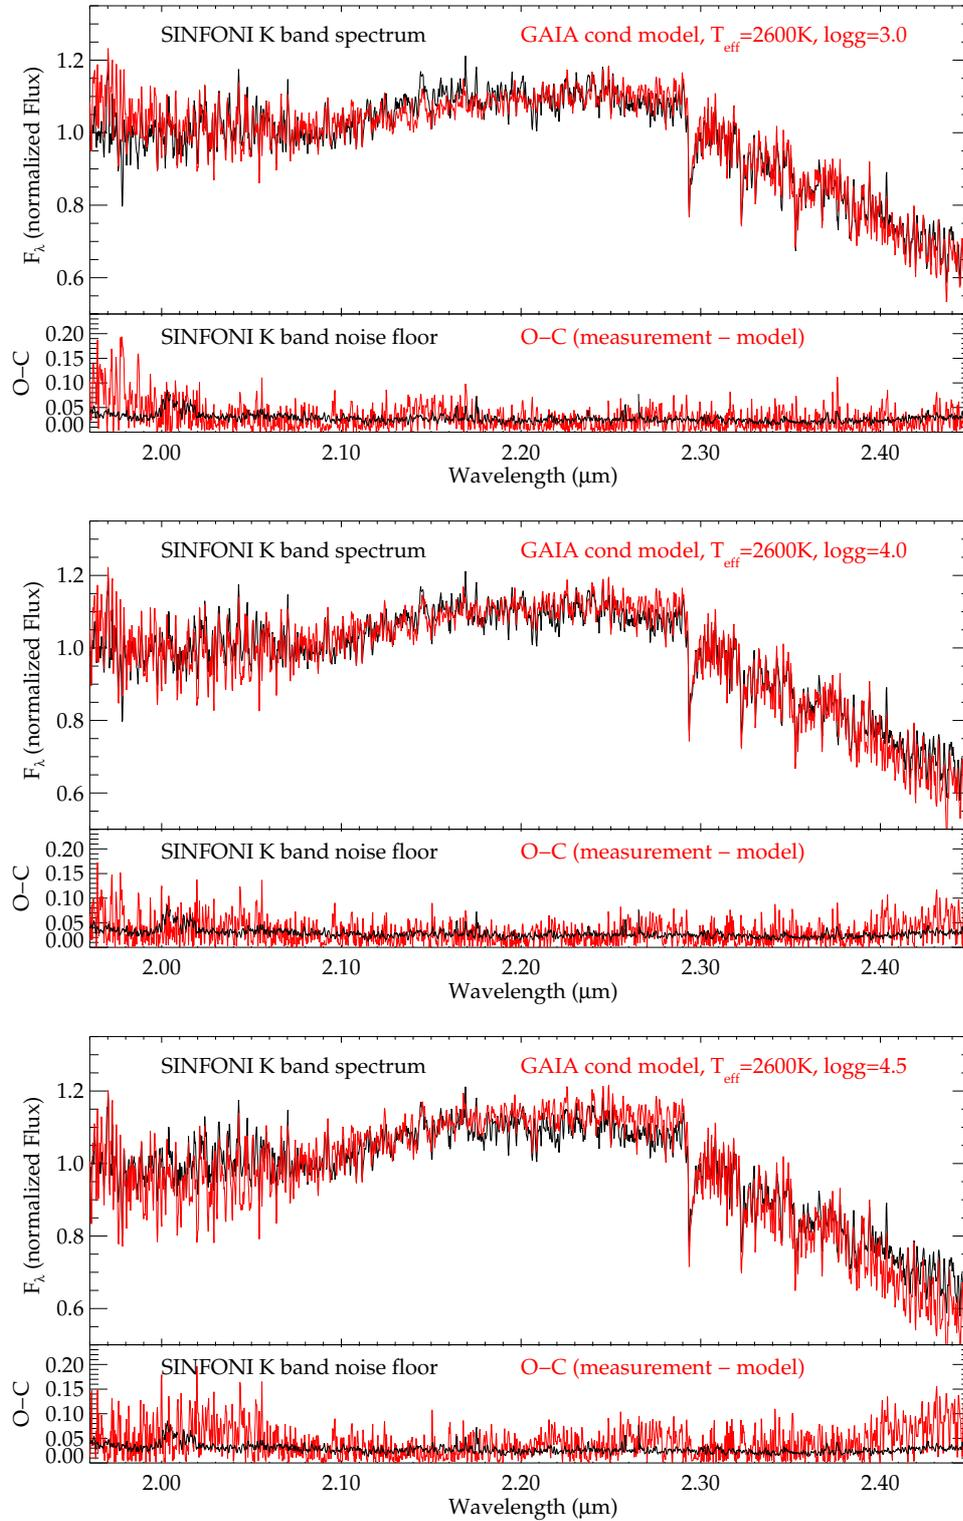 SINFONI K band spectrum
GAIA cond model, Teff=2600K, logg=3.0
1.2
1.0
0.8
0.6
Fλ (normalized Flux)
SINFONI K band noise floor
O−C (measurement − model)
0.20
0.15
0.10
0.05
0.00
O−C
2.00 2.10 2.20 2.30 2.40
Wavelength (μm)
SINFONI K band spectrum
GAIA cond model, Teff=2600K, logg=4.0
1.2
1.0
0.8
0.6
Fλ (normalized Flux)
SINFONI K band noise floor
O−C (measurement − model)
0.20
0.15
0.10
0.05
0.00
O−C
2.00 2.10 2.20 2.30 2.40
Wavelength (μm)
SINFONI K band spectrum
GAIA cond model, Teff=2600K, logg=4.5
1.2
1.0
0.8
0.6
Fλ (normalized Flux)
SINFONI K band noise floor
O−C (measurement − model)
0.20
0.15
0.10
0.05
0.00
O−C
2.00 2.10 2.20 2.30 2.40
Wavelength (μm)